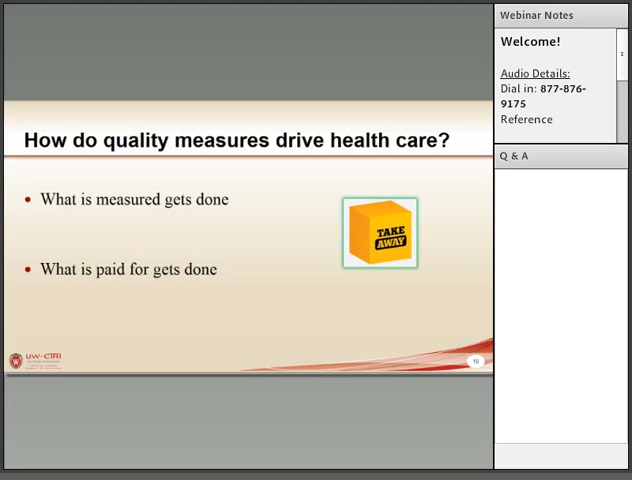 Webinar Notes
Welcome!
Audio Details:
Dial in: 877-876-
9175
Reference
Q & A
How do quality measures drive health care?
• What is measured gets done
TAKE
AWAY
• What is paid for gets done
UW-CTRI
19